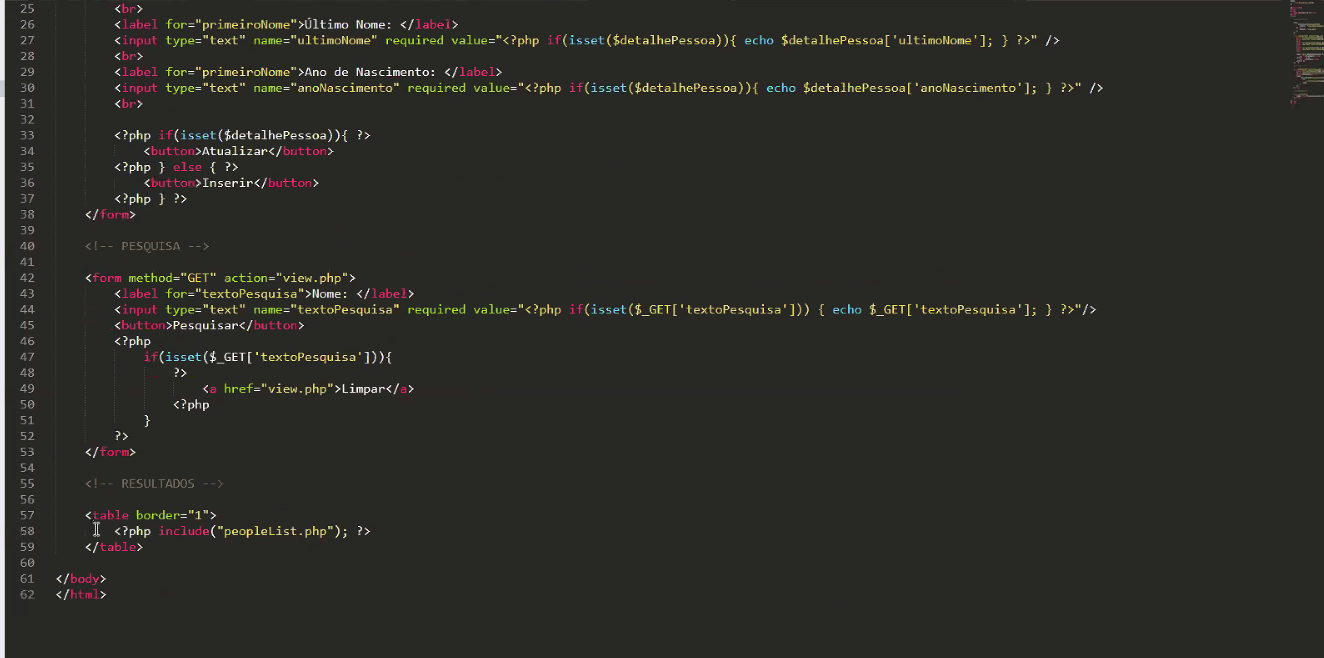 25 <br>
26 <label for="primeiroNome">Último Nome: </label>
27 <input type="text" name="ultimoNome" required value="<?php if(isset($detalhePessoa)){ echo $detalhePessoa['ultimoNome']; } ?>" />
28 <br>
29 <label for="primeiroNome">Ano de Nascimento: </label>
30 <input type="text" name="anoNascimento" required value="<?php if(isset($detalhePessoa)){ echo $detalhePessoa['anoNascimento']; } ?>" />
31 <br>
32
33 <?php if(isset($detalhePessoa)){ ?>
34 <button>Atualizar</button>
35 <?php } else { ?>
36 <button>Inserir</button>
37 <?php } ?>
38 </form>
39
40 <!-- PESQUISA -->
41
42 <form method="GET" action="view.php">
43 <label for="textoPesquisa">Nome: </label>
44 <input type="text" name="textoPesquisa" required value="<?php if(isset($_GET['textoPesquisa'])) { echo $_GET['textoPesquisa']; } ?>"/>
45 <button>Pesquisar</button>
46 <?php
47 if(isset($_GET['textoPesquisa'])){
48 ?>
49 <a href="view.php">Limpar</a>
50 <?php
51 }
52 ?>
53 </form>
54
55 <!-- RESULTADOS -->
56
57 <table border="1">
58 <?php include("peopleList.php"); ?>
59 </table>
60
61 </body>
62 </html>